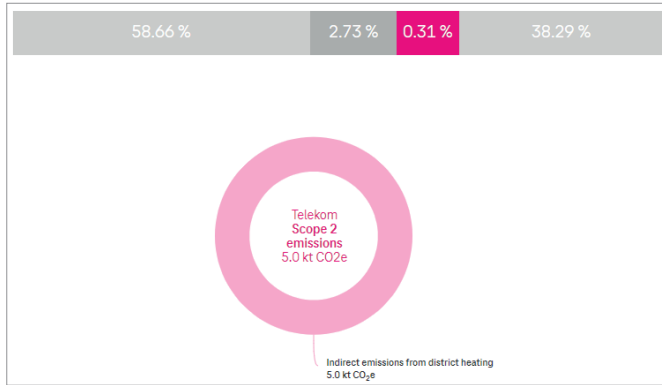 58.66 % 2.73 % 0.31 % 38.29 %
Telekom
Scope 2
emissions
5.0 kt CO2e
Indirect emissions from district heating
5.0 kt CO₂e